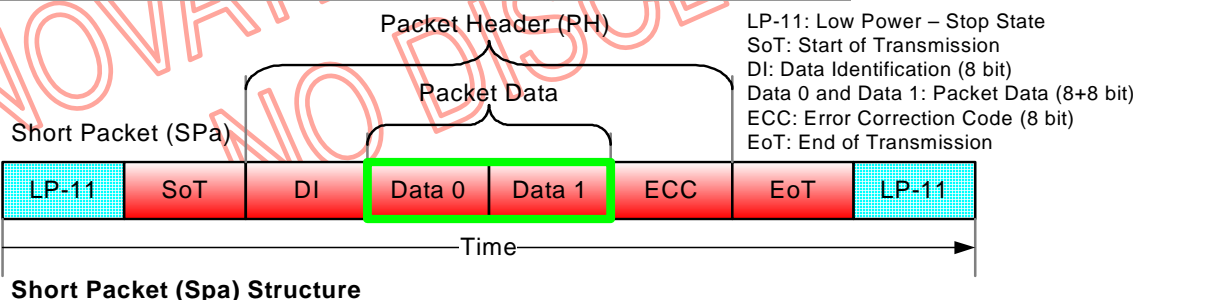 Packet Header (PH)
LP-11: Low Power – Stop State
SoT: Start of Transmission
DI: Data Identification (8 bit)
Packet Data
Data 0 and Data 1: Packet Data (8+8 bit)
ECC: Error Correction Code (8 bit)
Short Packet (SPa)
EoT: End of Transmission
LP-11 SoT DI Data 0 Data 1 ECC EoT LP-11
Time
Short Packet (Spa) Structure